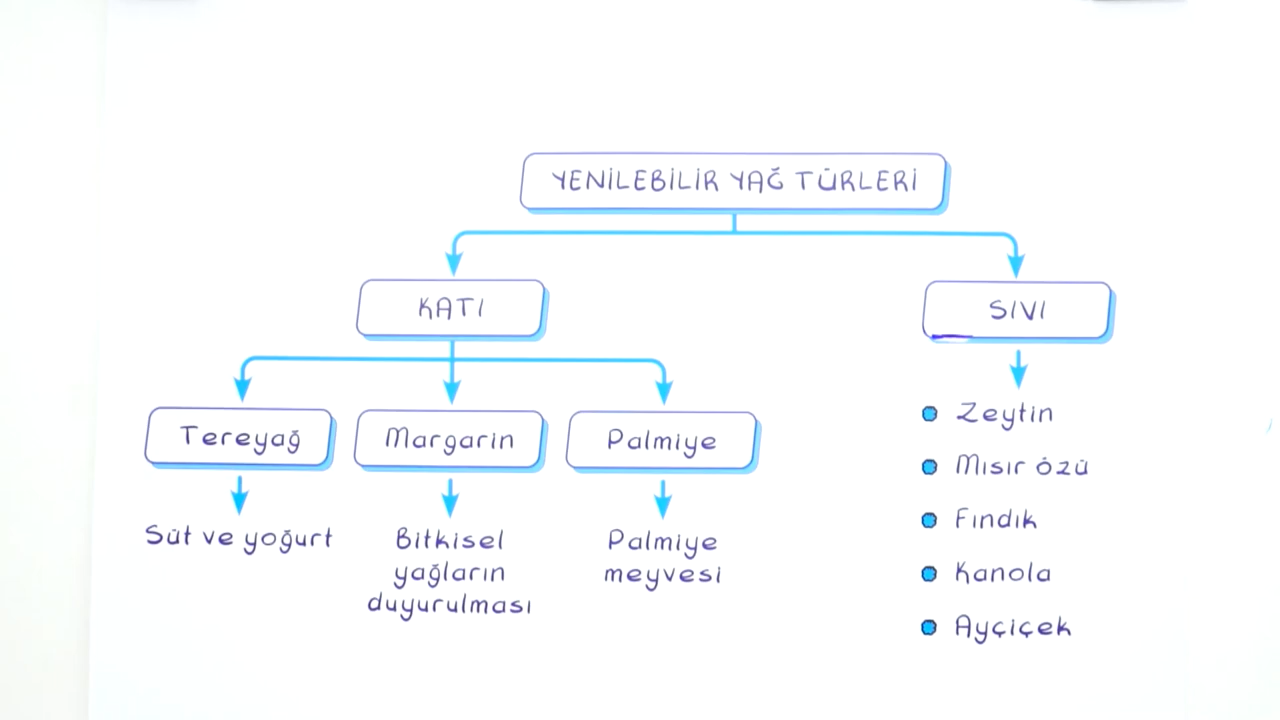 YENİLEBİLİR YAĞ TÜRLERİ
KATI
SIVI
Tereyağ
Margarin
Palmiye
Süt ve yoğurt
Bitkisel
yağların
duyurulması
Palmiye
meyvesi
Zeytin
Mısır özü
Fındık
Kanola
Ayçiçek